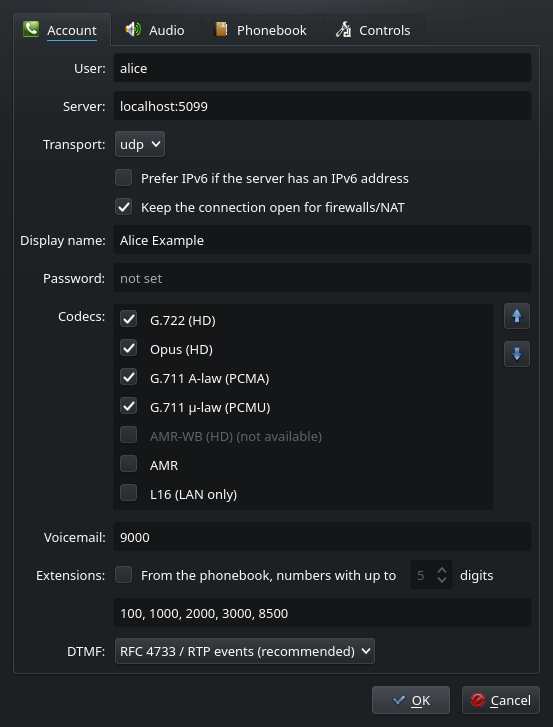 Account Audio Phonebook Controls
User: alice
Server: localhost:5099
Transport: udp
Prefer IPv6 if the server has an IPv6 address
Keep the connection open for firewalls/NAT
Display name: Alice Example
Password: not set
Codecs: G.722 (HD)
Opus (HD)
G.711 A-law (PCMA)
G.711 µ-law (PCMU)
AMR-WB (HD) (not available)
AMR
L16 (LAN only)
Voicemail: 9000
Extensions: From the phonebook, numbers with up to 5 digits
100, 1000, 2000, 3000, 8500
DTMF: RFC 4733 / RTP events (recommended)
OK Cancel